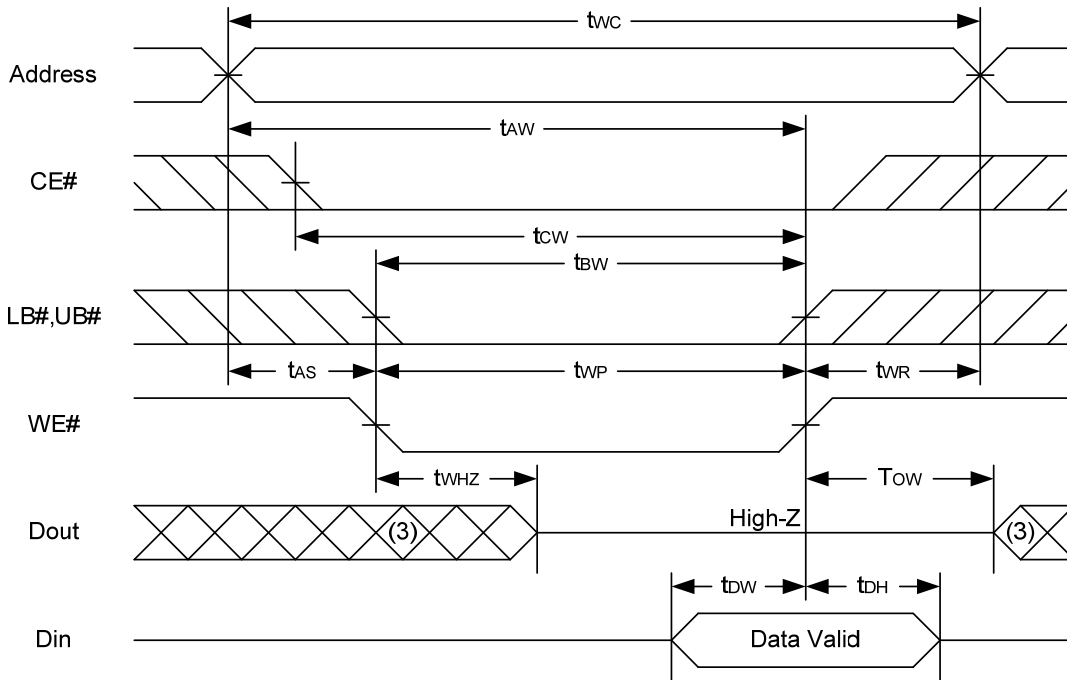 tWC
Address
tAW
CE#
tCW
tBW
LB#,UB#
tAS
tWP
tWR
WE#
tWHZ
TOW
Dout
(3)
High-Z
(3)
tDW
tDH
Din
Data Valid